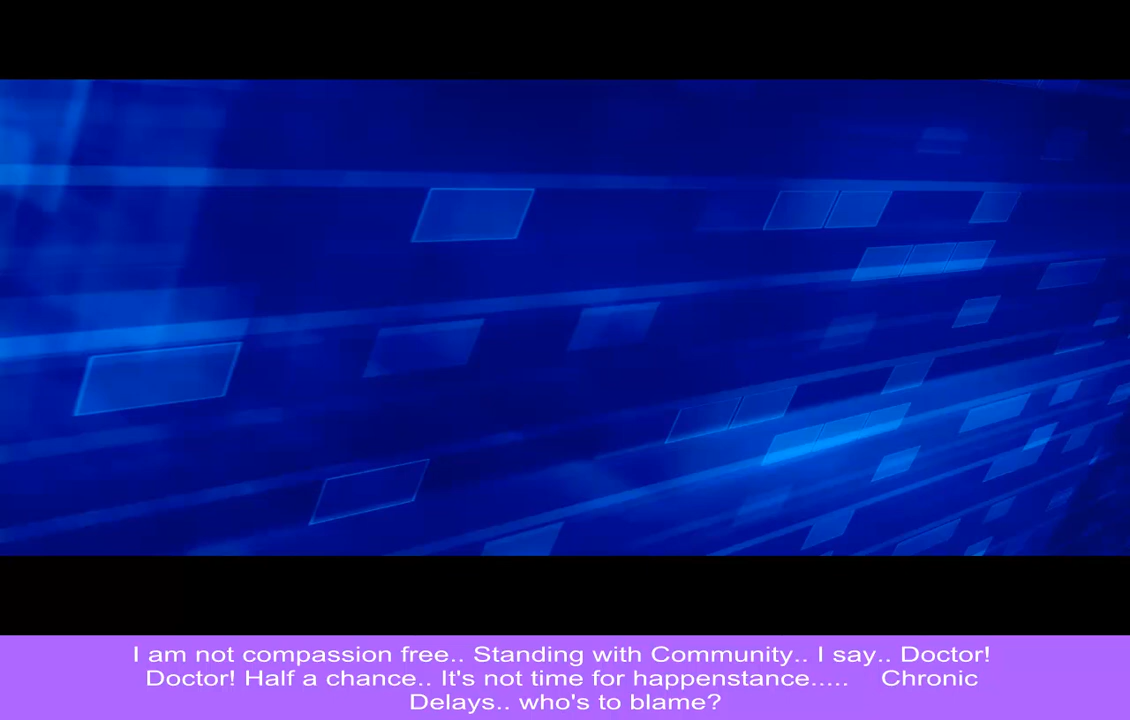 I am not compassion free.. Standing with Community.. I say.. Doctor!
Doctor! Half a chance.. It's not time for happenstance..... Chronic
Delays.. who's to blame?